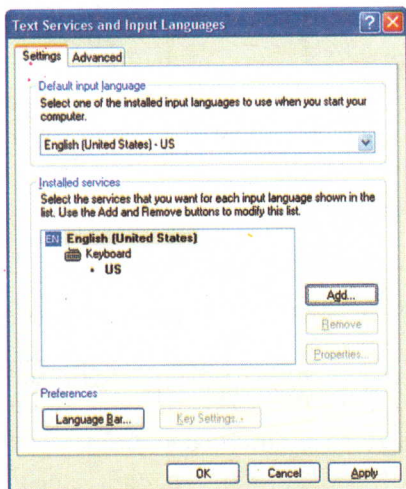 Text Services and Input Languages
Settings Advanced
Default input language
Select one of the installed input languages to use when you start your
computer.
English (United States) - US
Installed services
Select the services that you want for each input language shown in the
list. Use the Add and Remove buttons to modify this list.
EN English (United States)
Keyboard
• US
Add...
Remove
Properties...
Preferences
Language Bar...
Key Settings...
OK Cancel Apply